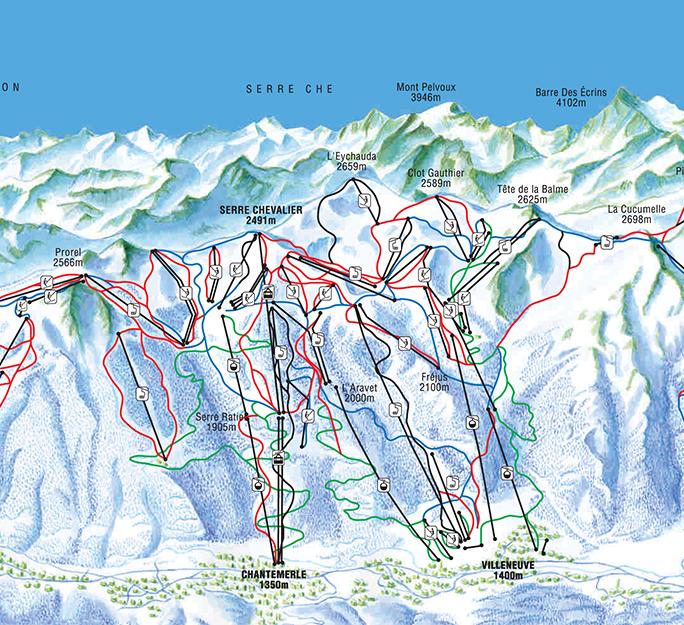 ON
SERRE CHE
Mont Pelvoux
3946m
Barre Des Écrins
4102m
L'Eychauda
2659m
Clot Gauthier
2589m
Tête de la Balme
2625m
Pi
SERRE CHEVALIER
2491m
La Cucumelle
2698m
Prorel
2566m
Fréjus
2100m
L'Aravet
2000m
Serre Ratier
1905m
CHANTEMERLE
1350m
VILLENEUVE
1400m